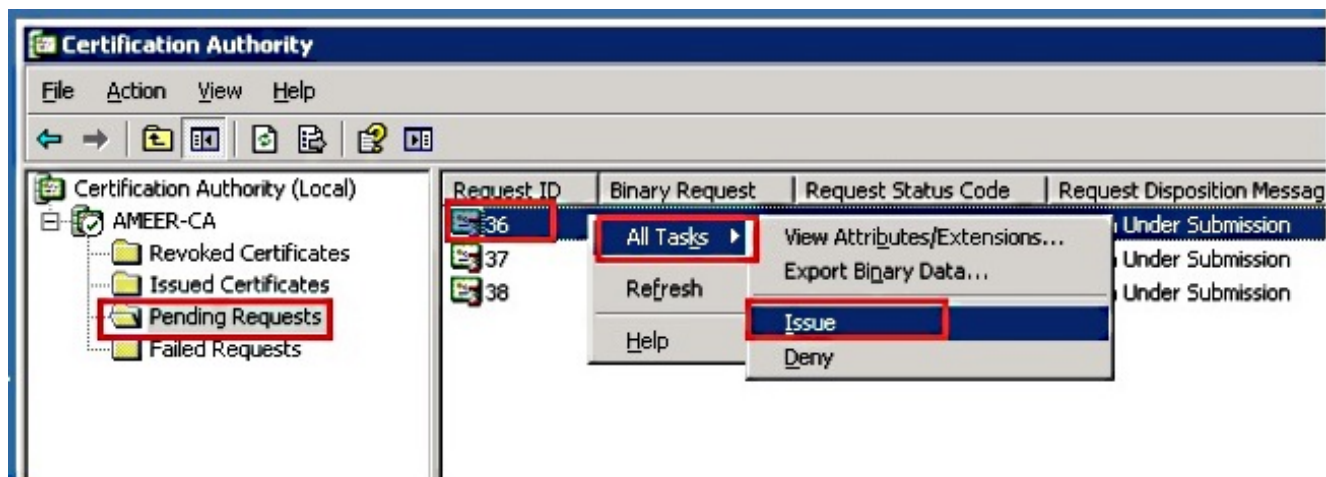 Certification Authority
File Action View Help
Certification Authority (Local)
AMEER-CA
Revoked Certificates
Issued Certificates
Pending Requests
Failed Requests
Request ID Binary Request Request Status Code Request Disposition Messag
36 Under Submission
37 Under Submission
38 Under Submission
All Tasks
Refresh
Help
View Attributes/Extensions...
Export Binary Data...
Issue
Deny